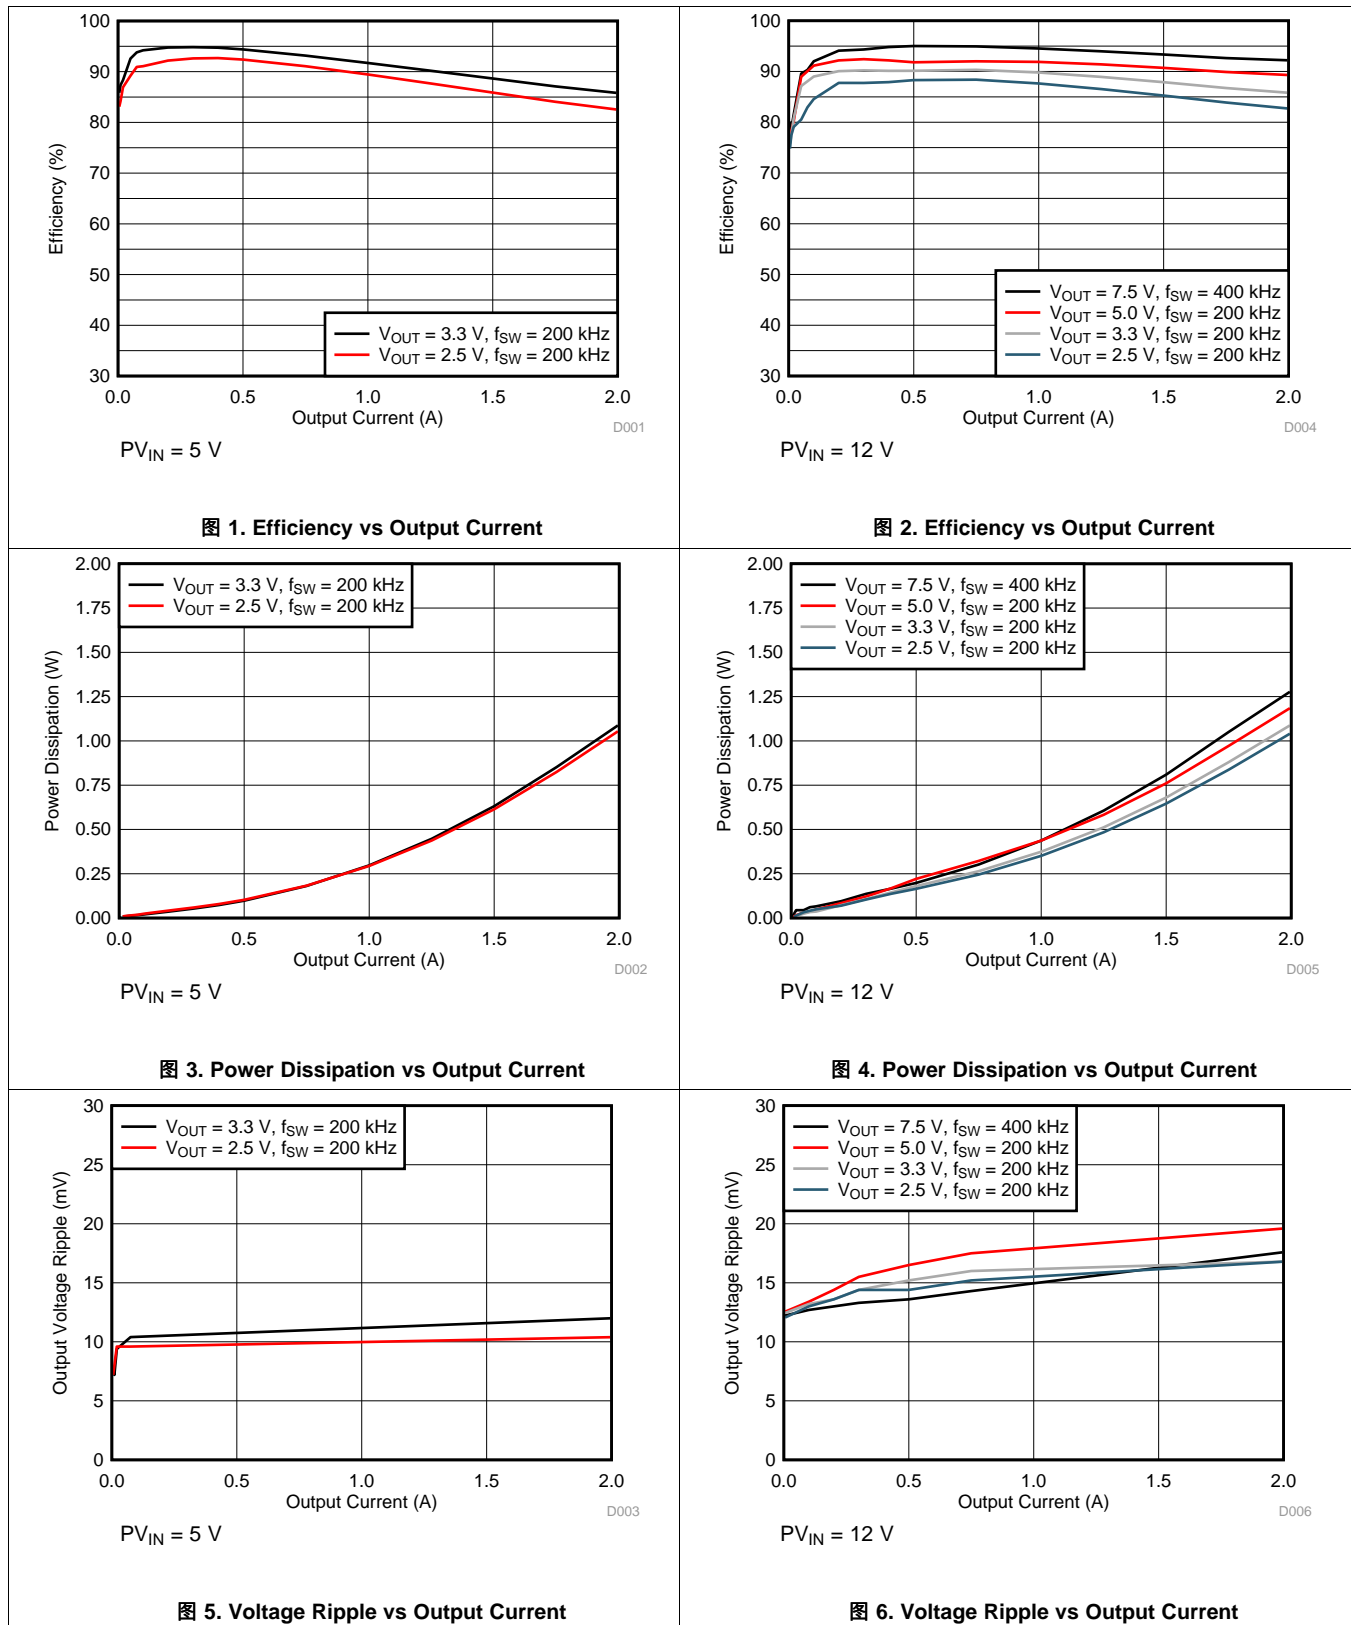 100
90
80
70
60
50
40
30
Efficiency (%)
VOUT = 3.3 V, fSW = 200 kHz
VOUT = 2.5 V, fSW = 200 kHz
0.0 0.5 1.0 1.5 2.0
Output Current (A)
D001
PVIN = 5 V
图 1. Efficiency vs Output Current
100
90
80
70
60
50
40
30
Efficiency (%)
VOUT = 7.5 V, fSW = 400 kHz
VOUT = 5.0 V, fSW = 200 kHz
VOUT = 3.3 V, fSW = 200 kHz
VOUT = 2.5 V, fSW = 200 kHz
0.0 0.5 1.0 1.5 2.0
Output Current (A)
D004
PVIN = 12 V
图 2. Efficiency vs Output Current
2.00
1.75
1.50
1.25
1.00
0.75
0.50
0.25
0.00
Power Dissipation (W)
VOUT = 3.3 V, fSW = 200 kHz
VOUT = 2.5 V, fSW = 200 kHz
0.0 0.5 1.0 1.5 2.0
Output Current (A)
D002
PVIN = 5 V
图 3. Power Dissipation vs Output Current
2.00
1.75
1.50
1.25
1.00
0.75
0.50
0.25
0.00
Power Dissipation (W)
VOUT = 7.5 V, fSW = 400 kHz
VOUT = 5.0 V, fSW = 200 kHz
VOUT = 3.3 V, fSW = 200 kHz
VOUT = 2.5 V, fSW = 200 kHz
0.0 0.5 1.0 1.5 2.0
Output Current (A)
D005
PVIN = 12 V
图 4. Power Dissipation vs Output Current
30
25
20
15
10
5
0
Output Voltage Ripple (mV)
VOUT = 3.3 V, fSW = 200 kHz
VOUT = 2.5 V, fSW = 200 kHz
0.0 0.5 1.0 1.5 2.0
Output Current (A)
D003
PVIN = 5 V
图 5. Voltage Ripple vs Output Current
30
25
20
15
10
5
0
Output Voltage Ripple (mV)
VOUT = 7.5 V, fSW = 400 kHz
VOUT = 5.0 V, fSW = 200 kHz
VOUT = 3.3 V, fSW = 200 kHz
VOUT = 2.5 V, fSW = 200 kHz
0.0 0.5 1.0 1.5 2.0
Output Current (A)
D006
PVIN = 12 V
图 6. Voltage Ripple vs Output Current